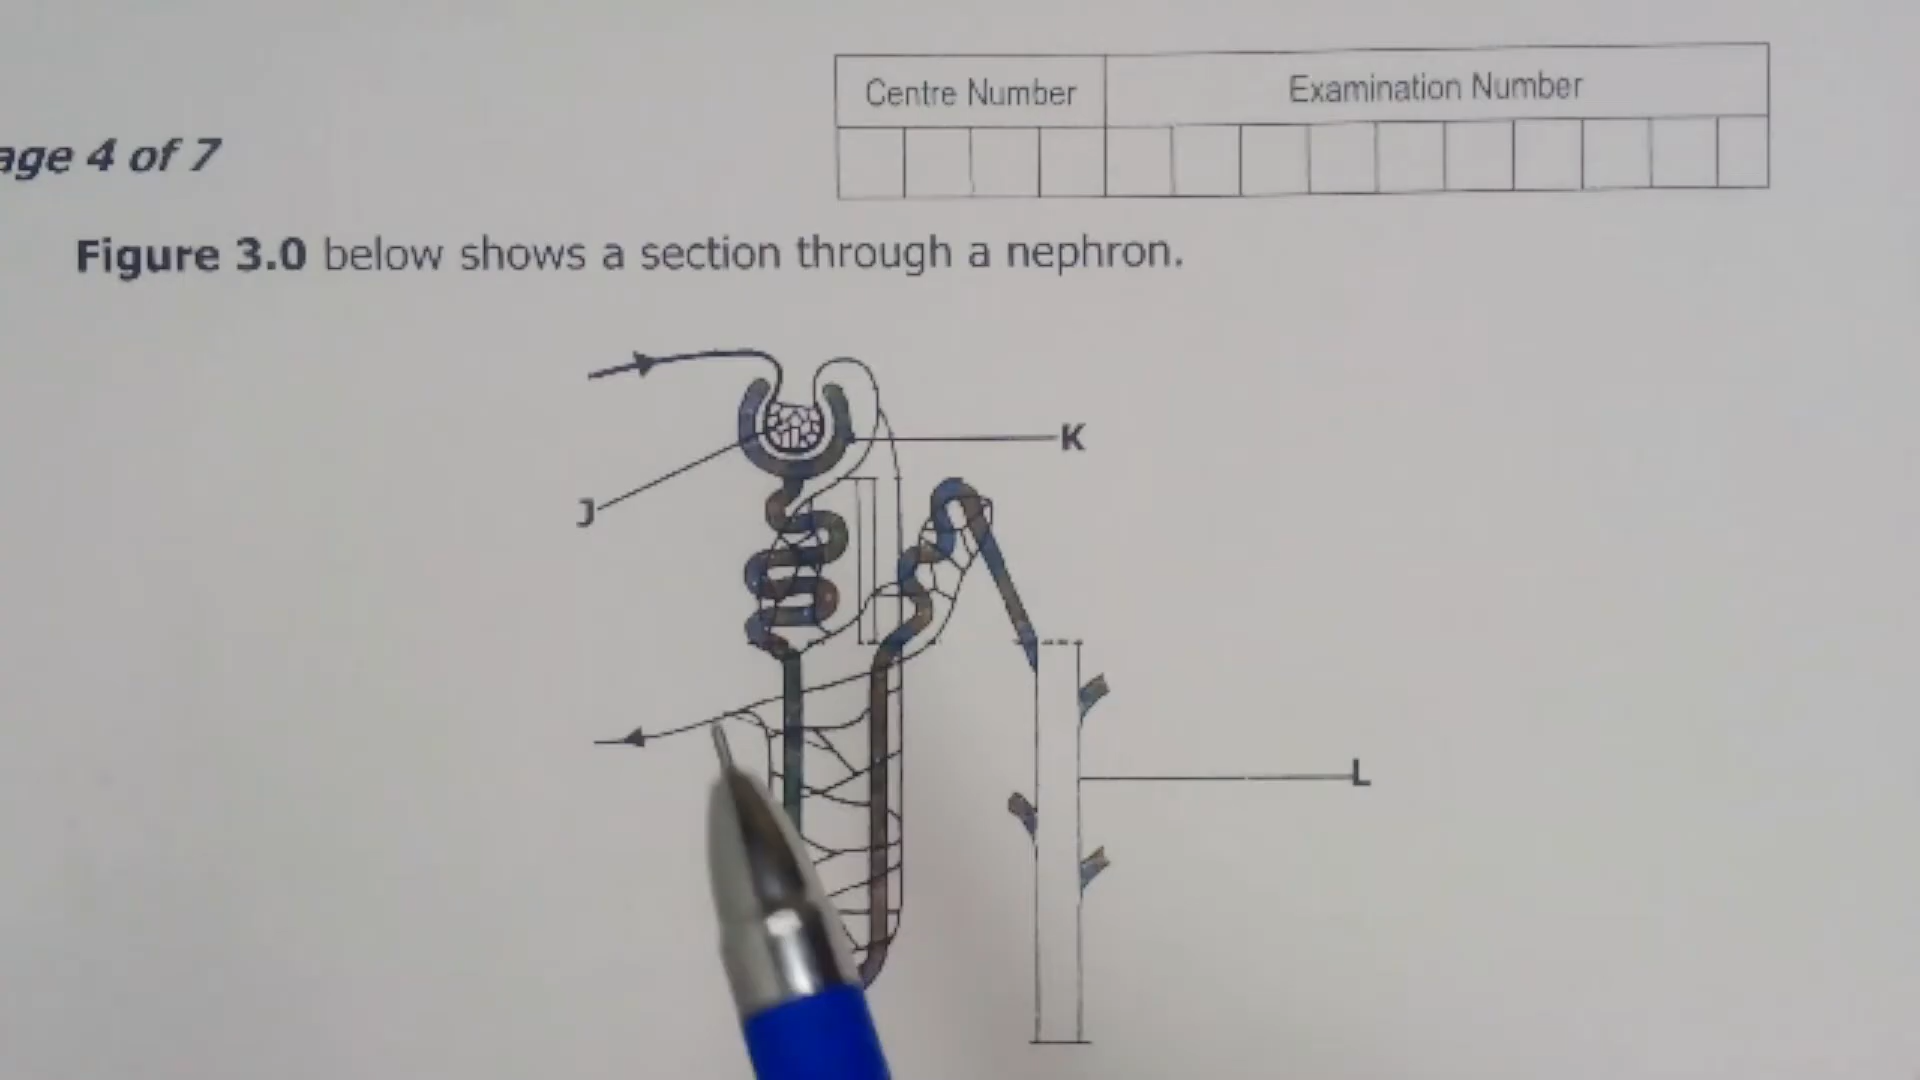 Centre Number Examination Number
age 4 of 7
Figure 3.0 below shows a section through a nephron.
K
J
L